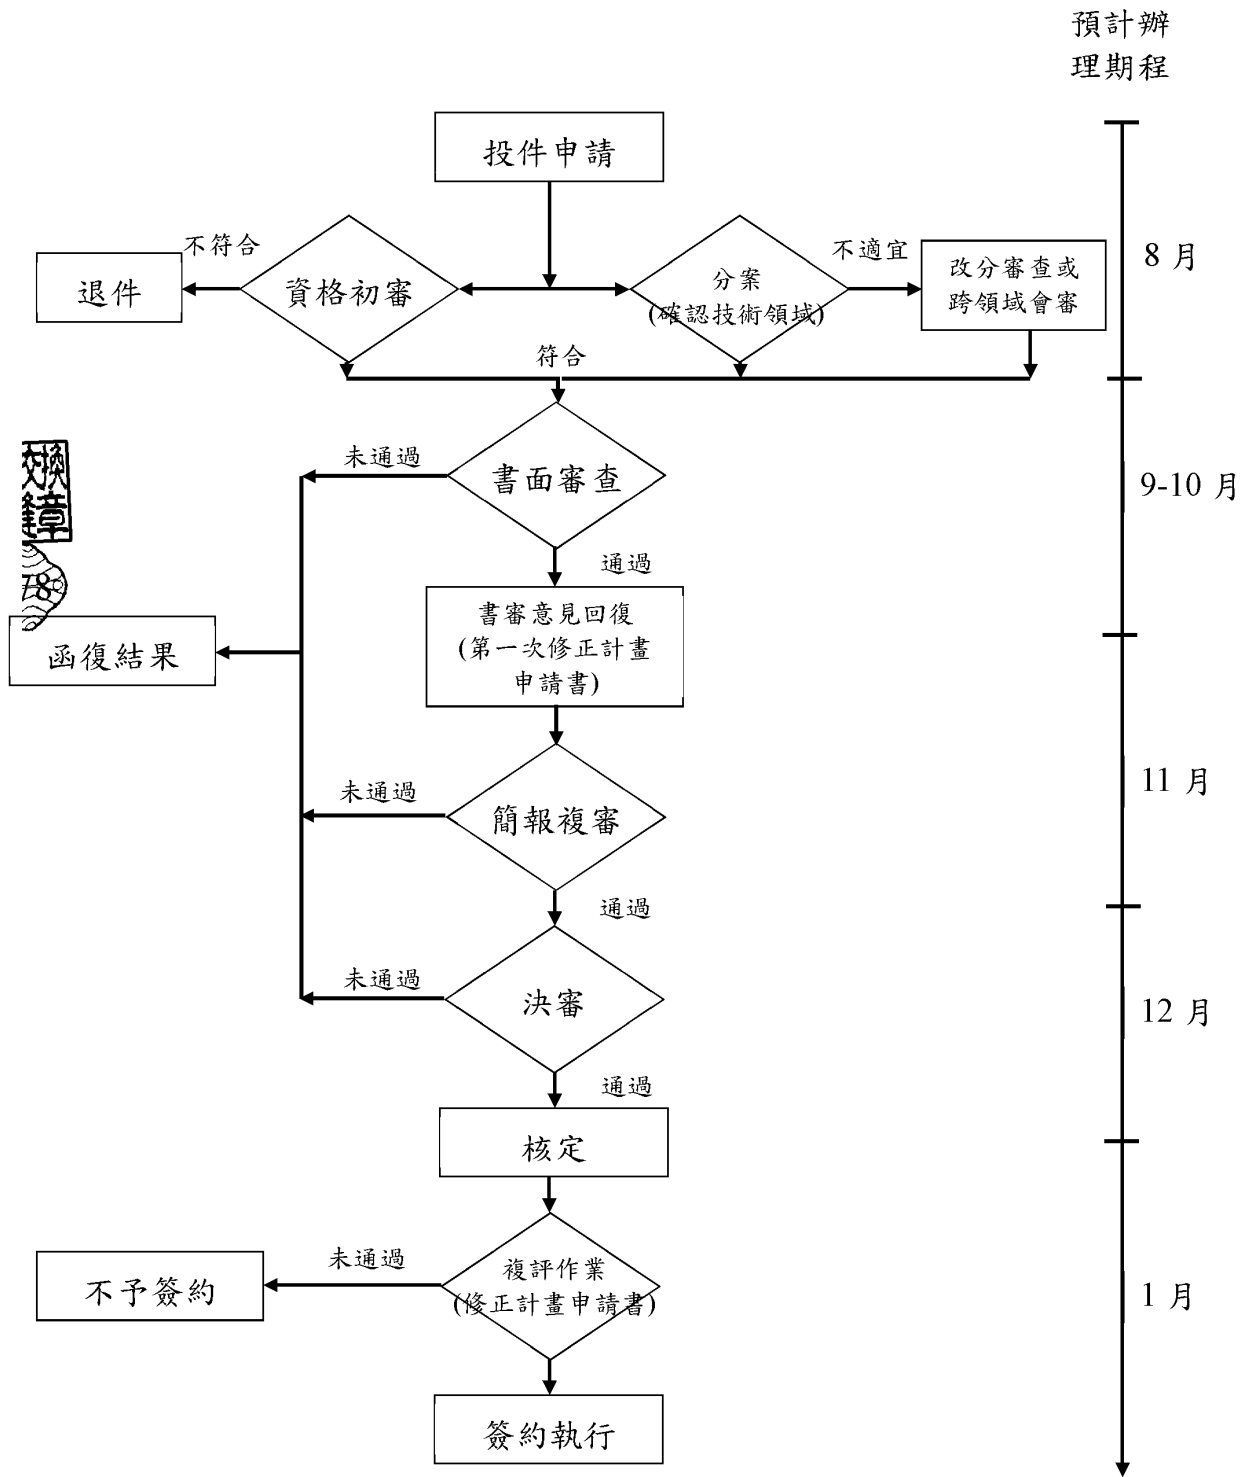 預計辦
理期程
投件申請
不符合
退件
資格初審
分案
(確認技術領域)
不適宜
改分審查或
跨領域會審
8 月
符合
未通過
書面審查
9-10 月
通過
書審意見回復
(第一次修正計畫
申請書)
函復結果
未通過
簡報複審
11 月
通過
未通過
決審
12 月
通過
核定
未通過
不予簽約
複評作業
(修正計畫申請書)
1 月
簽約執行
換
章
78